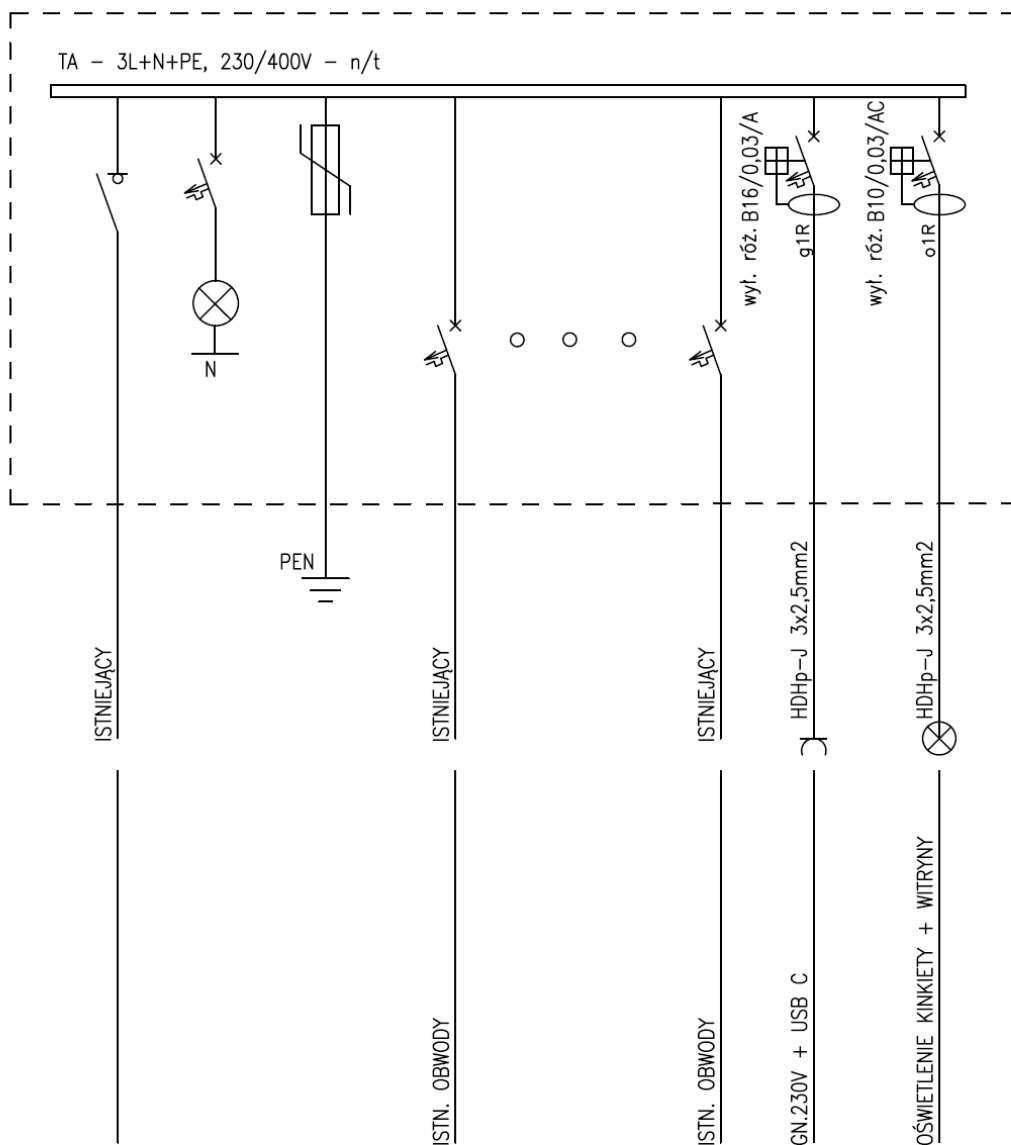 TA – 3L+N+PE, 230/400V – n/t
wył. róż. B16/0,03/A
g1R
wył. róż. B10/0,03/AC
o1R
N
PEN
ISTNIEJĄCY
ISTNIEJĄCY
ISTNIEJĄCY
HDHp–J 3x2,5mm2
HDHp–J 3x2,5mm2
ISTN. OBWODY
ISTN. OBWODY
GN.230V + USB C
OŚWIETLENIE KINKIETY + WITRYNY